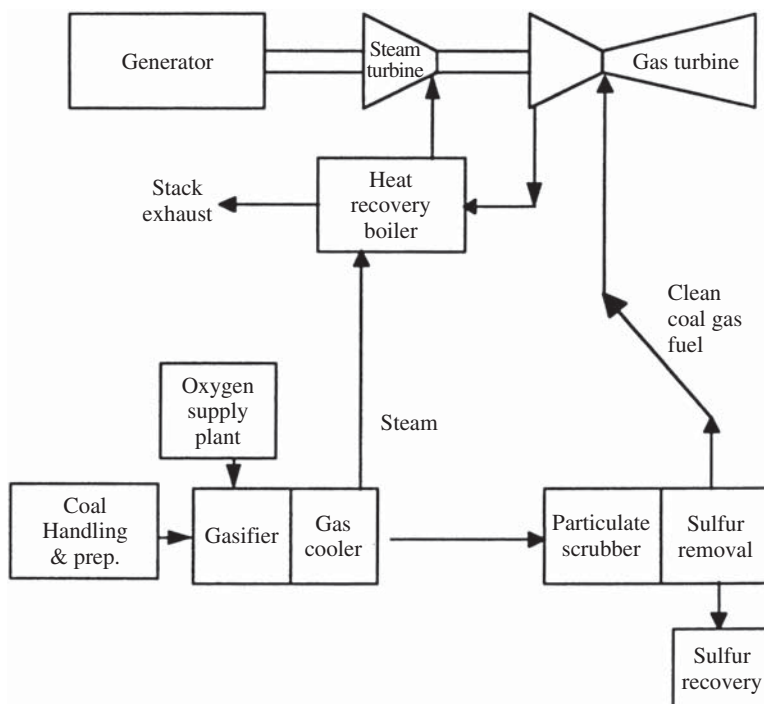 Generator
Steam
turbine
Gas turbine
Stack
exhaust
Heat
recovery
boiler
Clean
coal gas
fuel
Oxygen
supply
plant
Steam
Coal
Handling
& prep.
Gasifier
Gas
cooler
Particulate
scrubber
Sulfur
removal
Sulfur
recovery